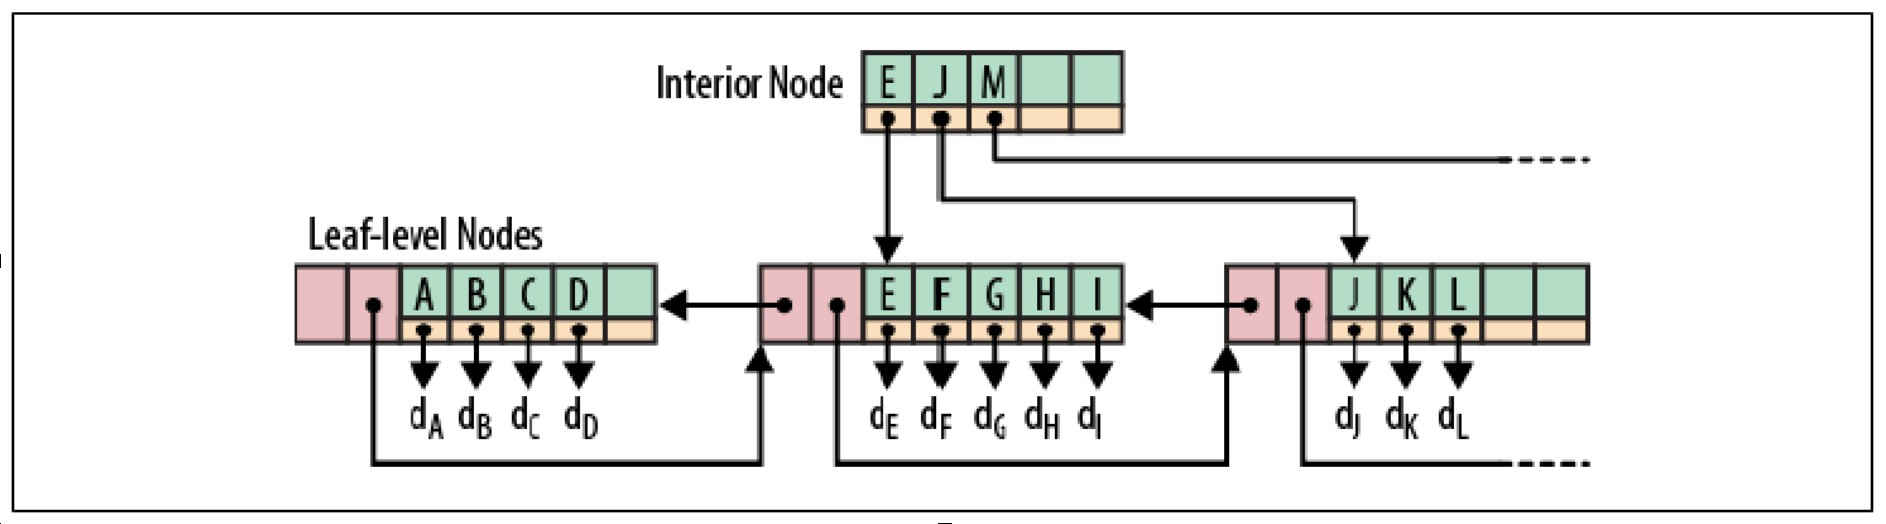 Interior Node E J M
Leaf-level Nodes
A B C D E F G H I J K L
dA dB dC dD dE dF dG dH dI dJ dK dL